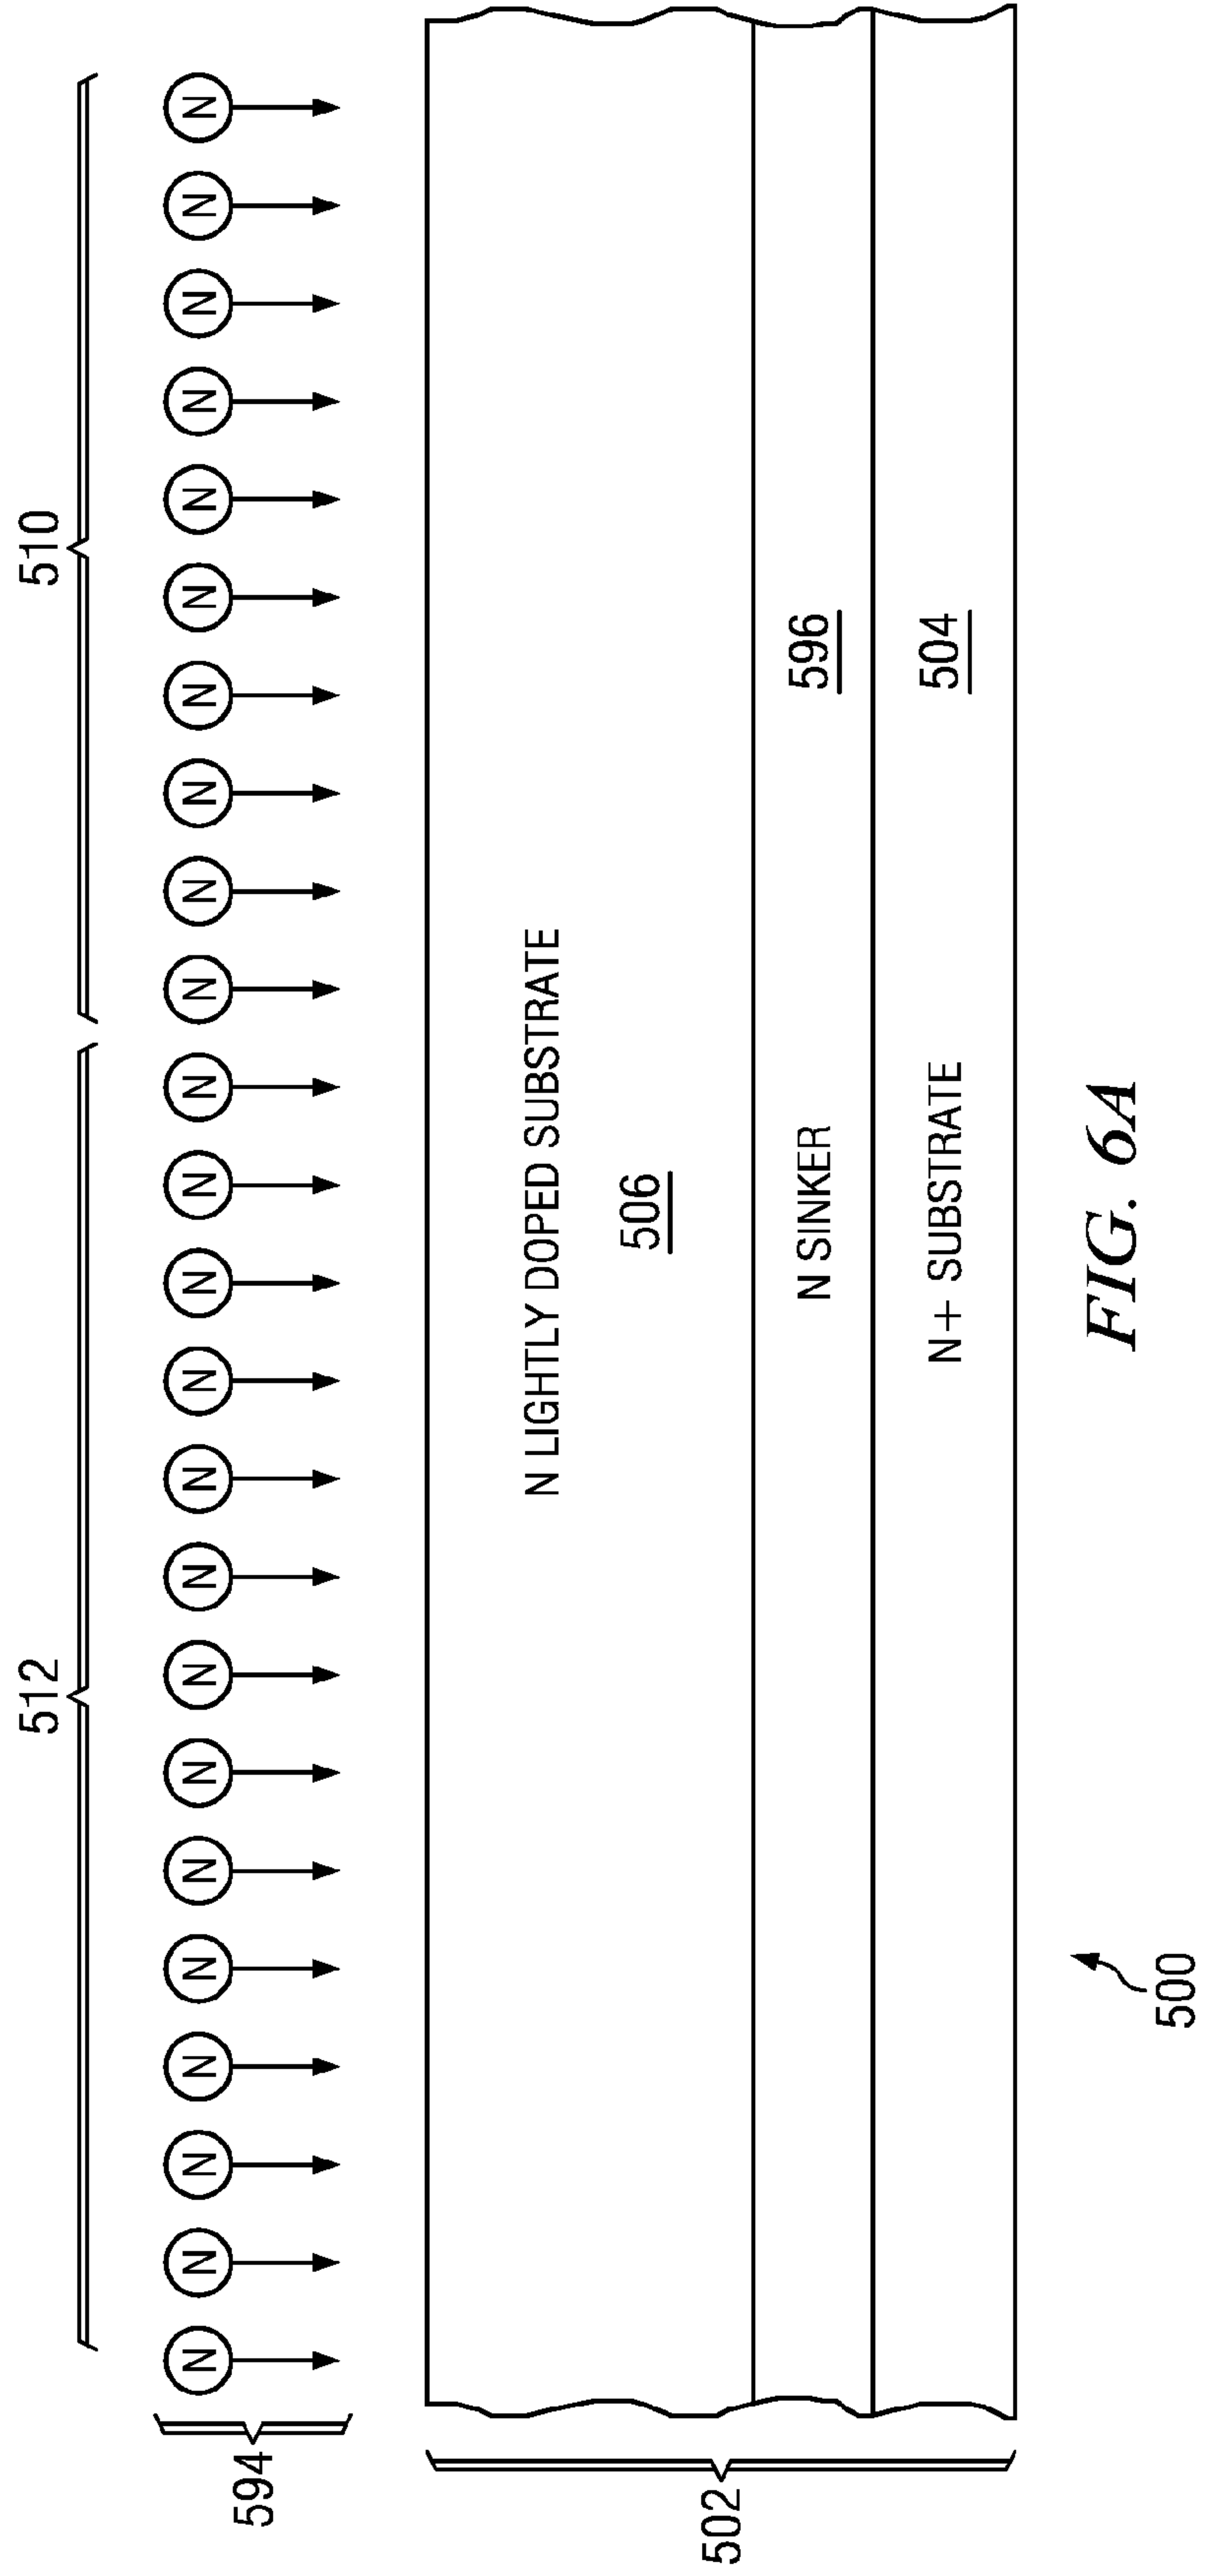 512 510
594 N N N N N N N N N N N N N N N N N N N N N N N N
N LIGHTLY DOPED SUBSTRATE
506
502
N SINKER 596
N+ SUBSTRATE 504
500
FIG. 6A